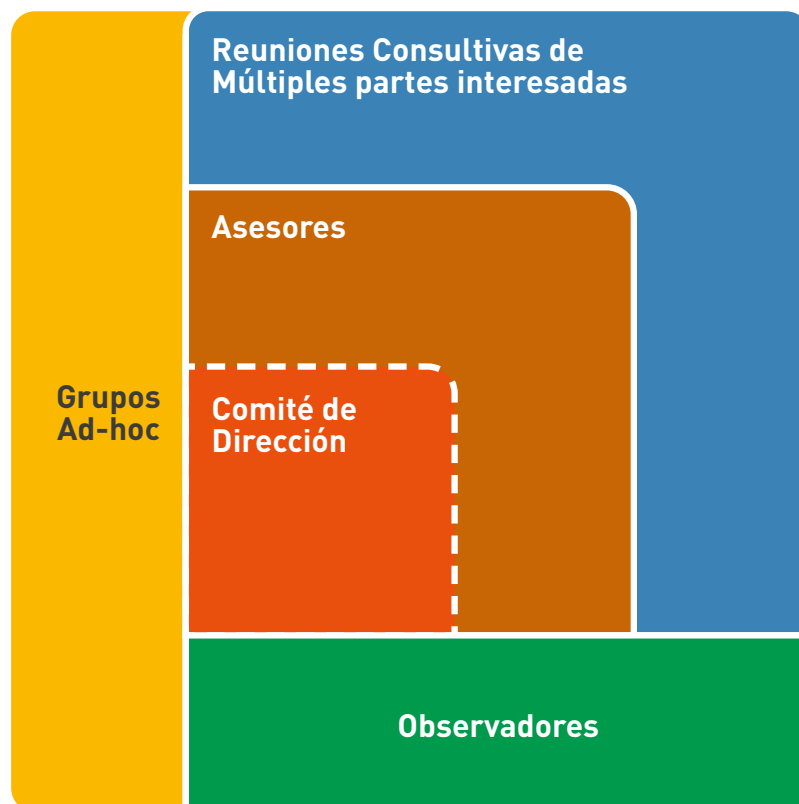 Reuniones Consultivas de
Múltiples partes interesadas
Asesores
Grupos
Ad-hoc
Comité de
Dirección
Observadores